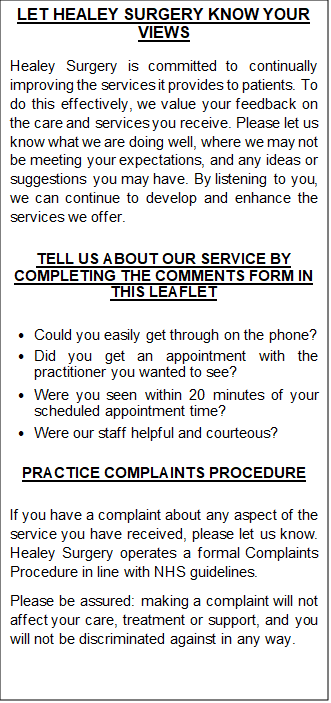 LET HEALEY SURGERY KNOW YOUR
VIEWS
Healey Surgery is committed to continually
improving the services it provides to patients. To
do this effectively, we value your feedback on
the care and services you receive. Please let us
know what we are doing well, where we may not
be meeting your expectations, and any ideas or
suggestions you may have. By listening to you,
we can continue to develop and enhance the
services we offer.
TELL US ABOUT OUR SERVICE BY
COMPLETING THE COMMENTS FORM IN
THIS LEAFLET
• Could you easily get through on the phone?
• Did you get an appointment with the
practitioner you wanted to see?
• Were you seen within 20 minutes of your
scheduled appointment time?
• Were our staff helpful and courteous?
PRACTICE COMPLAINTS PROCEDURE
If you have a complaint about any aspect of the
service you have received, please let us know.
Healey Surgery operates a formal Complaints
Procedure in line with NHS guidelines.
Please be assured: making a complaint will not
affect your care, treatment or support, and you
will not be discriminated against in any way.